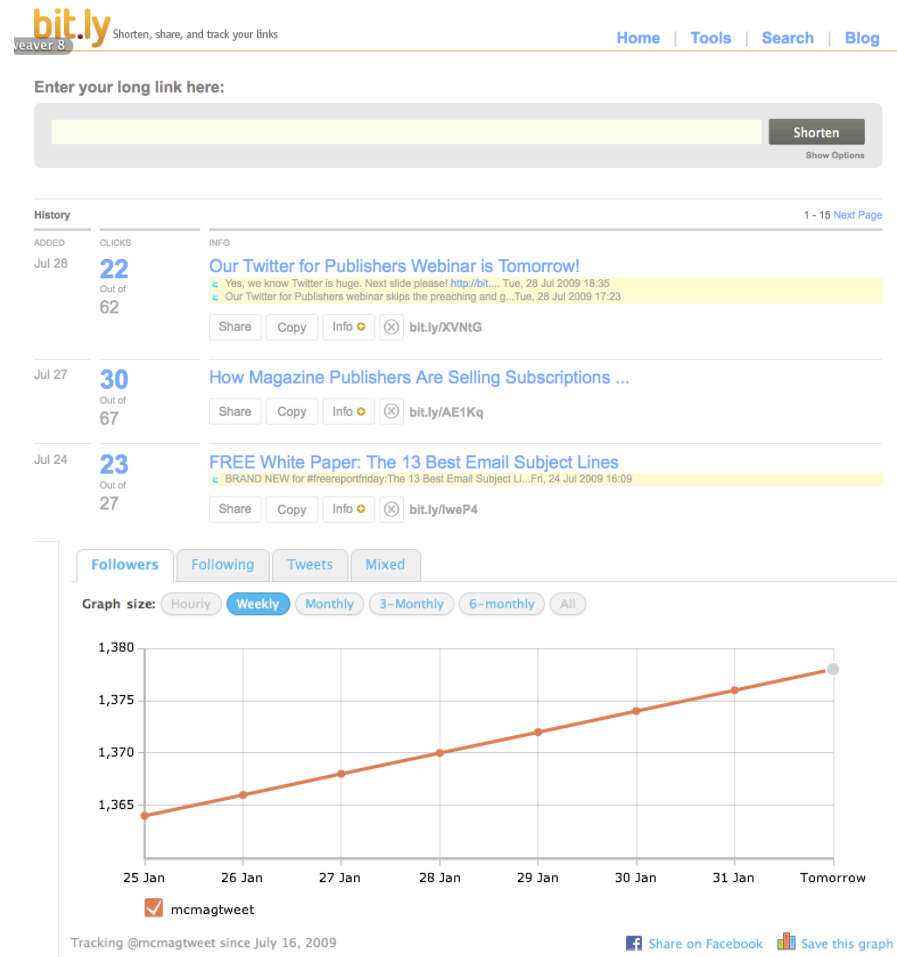 bit.ly Shorten, share, and track your links
weaver 8
Home | Tools | Search | Blog
Enter your long link here:
Shorten
Show Options
History 1 - 15 Next Page
ADDED CLICKS INFO
Jul 28 22 Our Twitter for Publishers Webinar is Tomorrow!
Yes, we know Twitter is huge. Next slide please! http://bit.... Tue, 28 Jul 2009 18:35
Out of
Our Twitter for Publishers webinar skips the preaching and g...Tue, 28 Jul 2009 17:23
62
Share Copy Info bit.ly/XVNtG
Jul 27 30 How Magazine Publishers Are Selling Subscriptions ...
Out of
67
Share Copy Info bit.ly/AE1Kq
Jul 24 23 FREE White Paper: The 13 Best Email Subject Lines
BRAND NEW for #freereportfriday:The 13 Best Email Subject Li...Fri, 24 Jul 2009 16:09
Out of
27
Share Copy Info bit.ly/IweP4
Followers Following Tweets Mixed
Graph size: Hourly Weekly Monthly 3-Monthly 6-monthly All
1,380
1,375
1,370
1,365
25 Jan 26 Jan 27 Jan 28 Jan 29 Jan 30 Jan 31 Jan Tomorrow
mcmagtweet
Tracking @mcmagtweet since July 16, 2009 Share on Facebook Save this graph